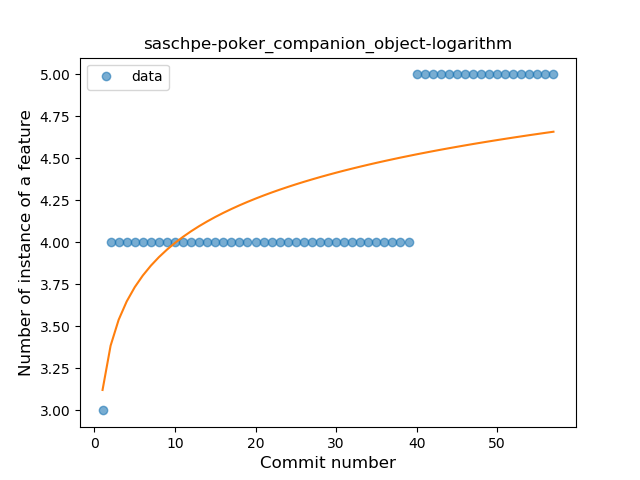 saschpe-poker_companion_object-logarithm
data
5.00
4.75
4.50
4.25
4.00
3.75
3.50
3.25
3.00
Number of instance of a feature
0 10 20 30 40 50
Commit number